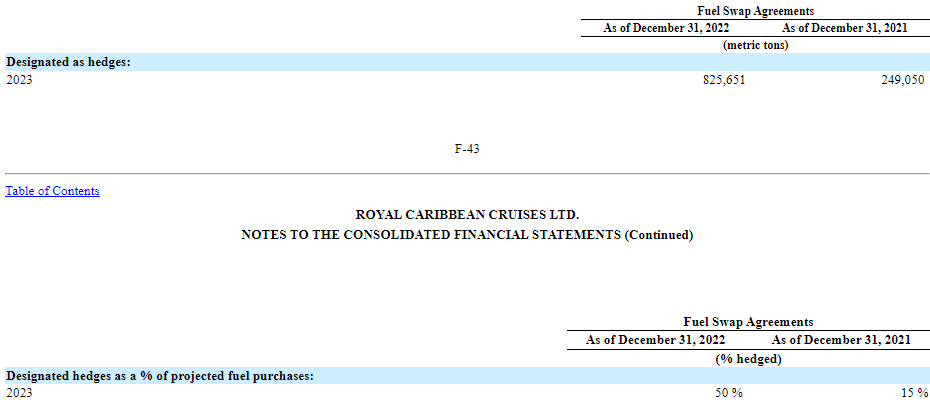 Fuel Swap Agreements
As of December 31, 2022 As of December 31, 2021
(metric tons)
Designated as hedges:
2023 825,651 249,050
F-43
Table of Contents
ROYAL CARIBBEAN CRUISES LTD.
NOTES TO THE CONSOLIDATED FINANCIAL STATEMENTS (Continued)
Fuel Swap Agreements
As of December 31, 2022 As of December 31, 2021
(% hedged)
Designated hedges as a % of projected fuel purchases:
2023 50 % 15 %